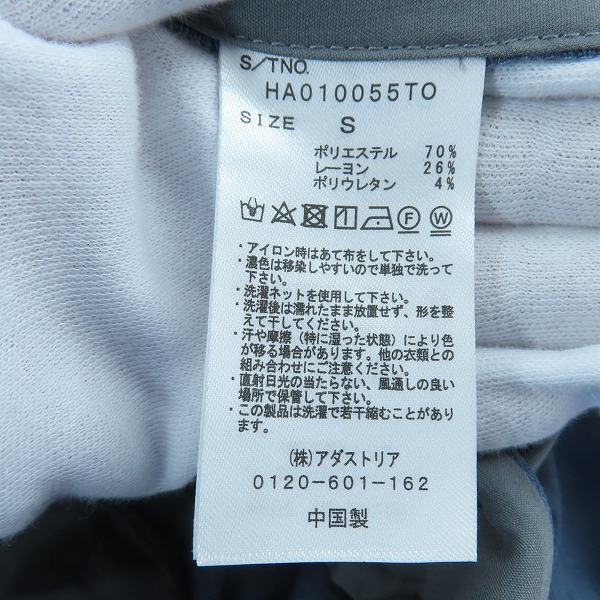 S/TNO.
HA010055TO
SIZE S
ポリエステル 70%
レーヨン 26%
ポリウレタン 4%
F W
・アイロン時はあて布をして下さい。
・濃色は移染しやすいので単独で洗って
下さい。
・洗濯ネットを使用して下さい。
・洗濯後は濡れたまま放置せず、形を整
えて干してください。
・汗や摩擦（特に湿った状態）により色
が移る場合があります。他の衣類との
組み合わせにご注意ください。
・直射日光の当たらない、風通しの良い
場所で保管して下さい。
・この製品は洗濯で若干縮むことがあり
ます。
（株）アダストリア
0120-601-162
中国製